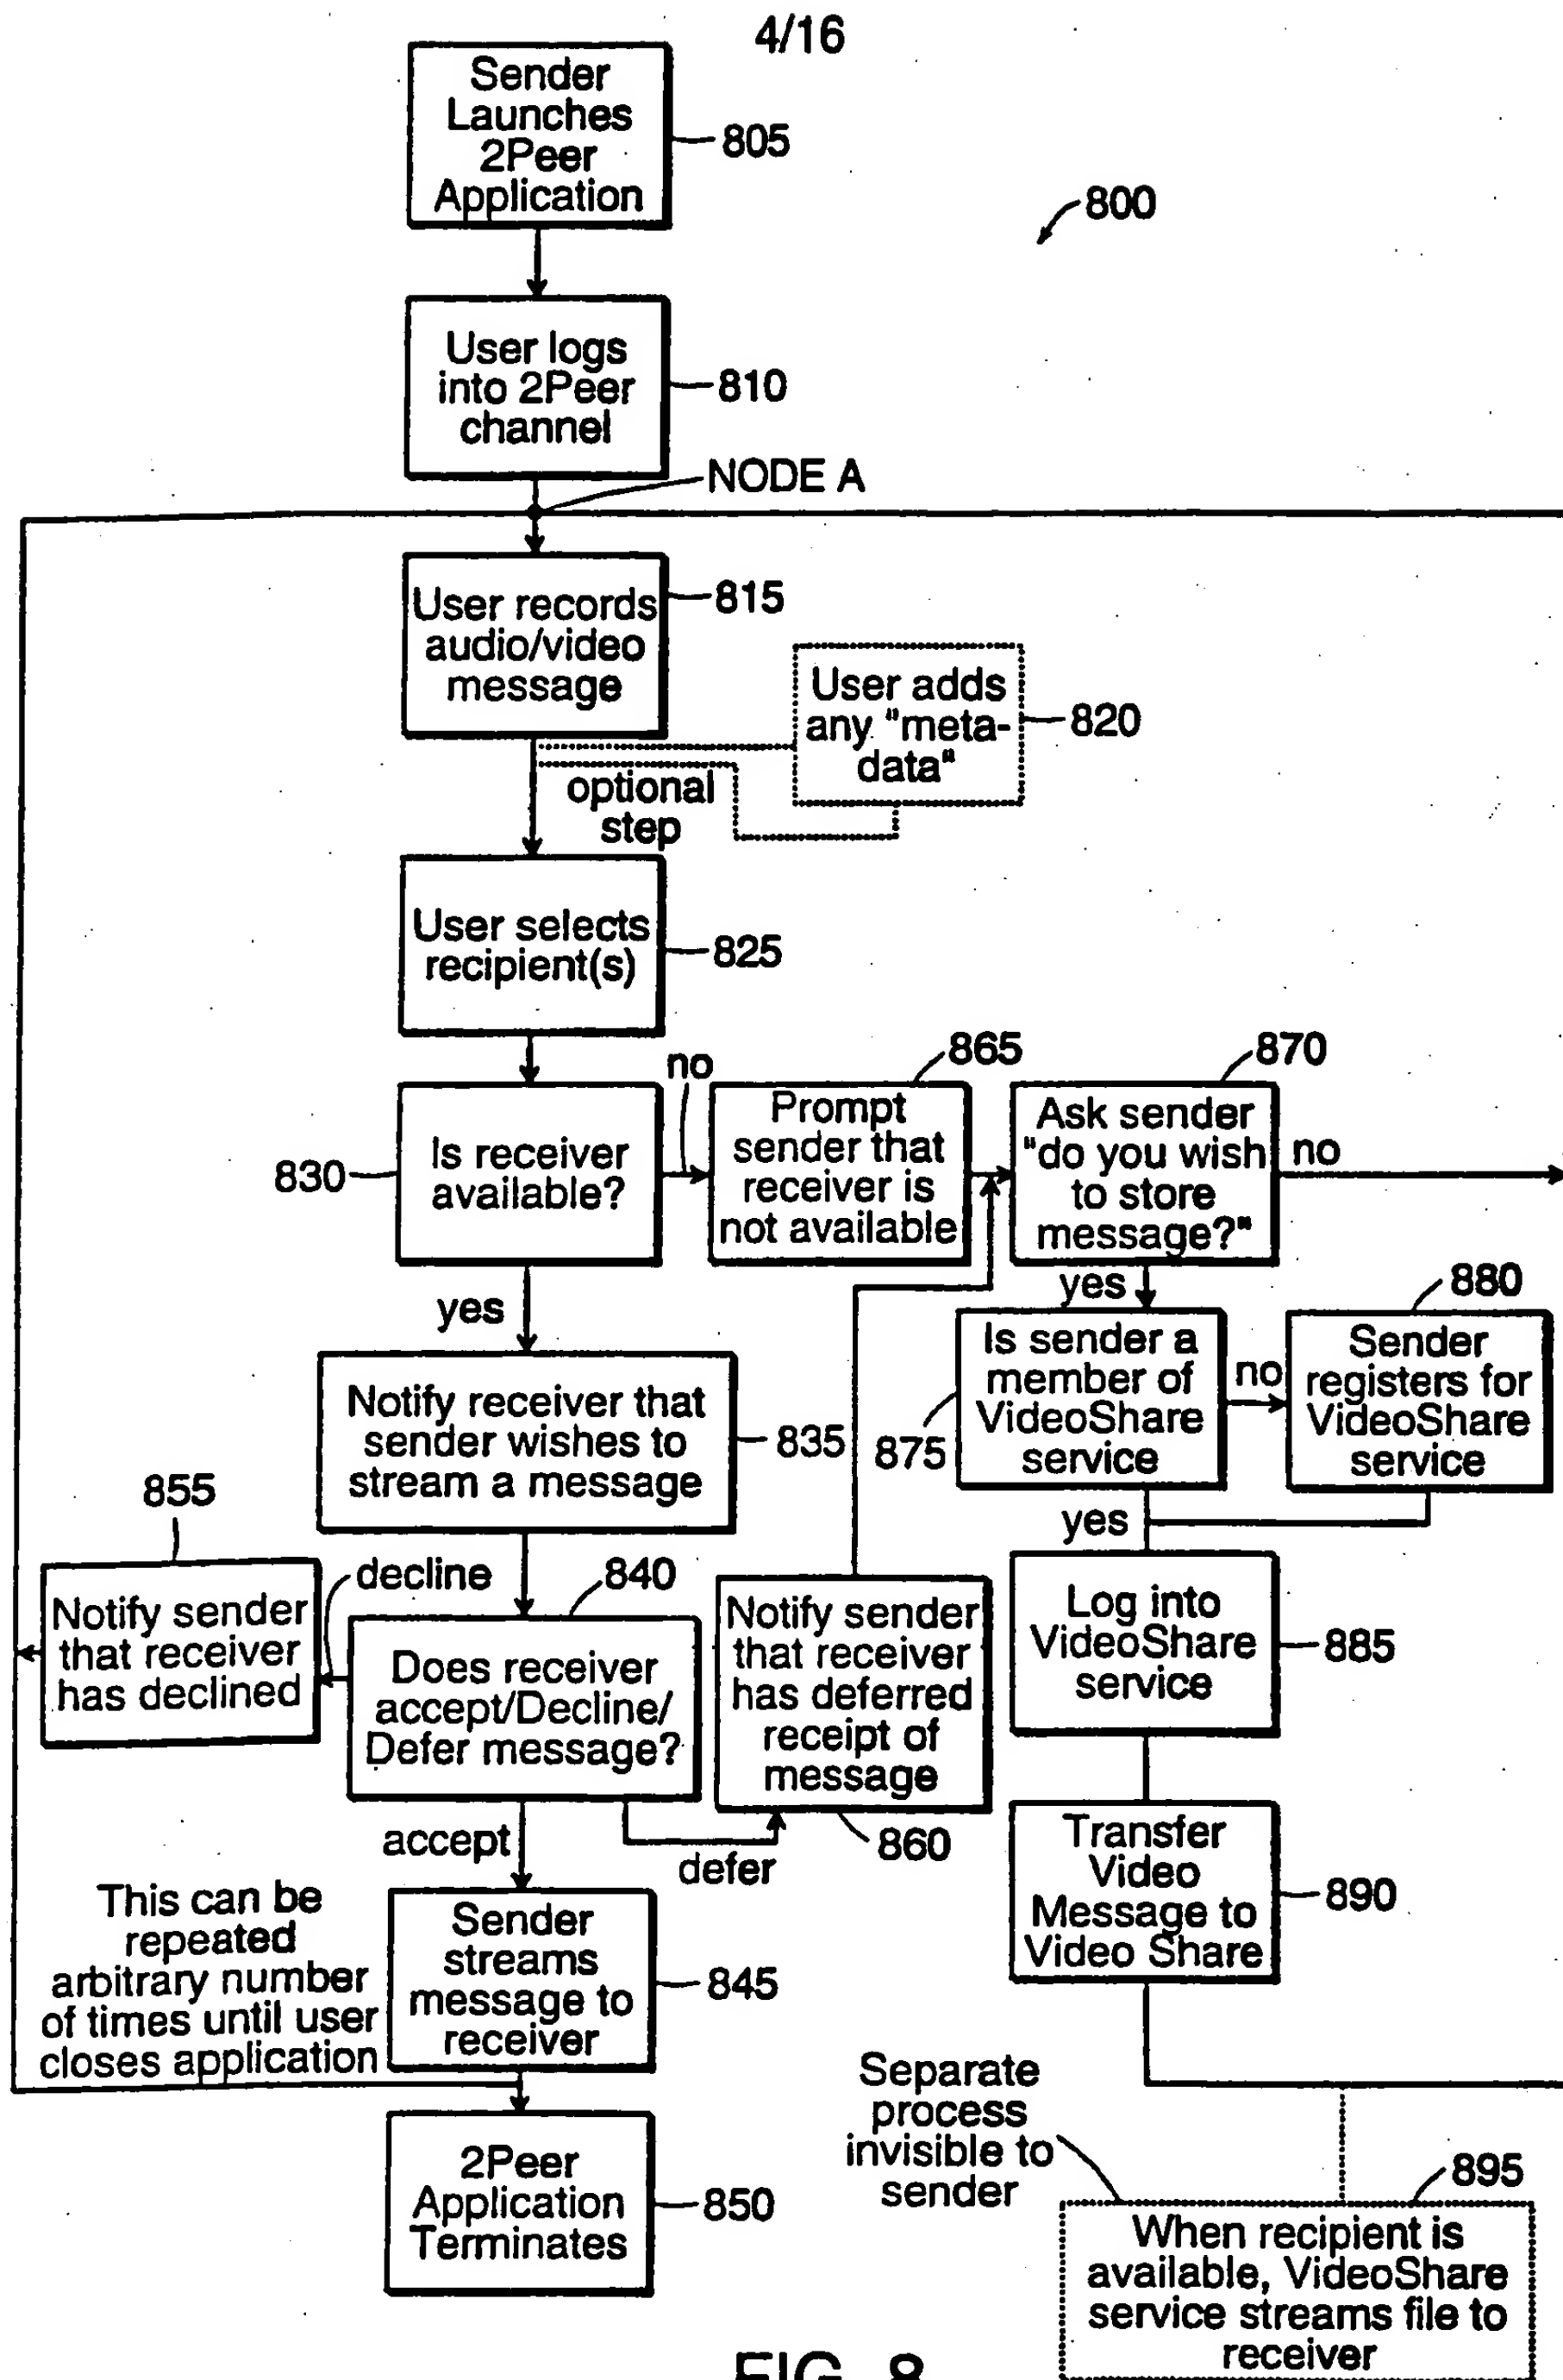 4/16
Sender
Launches
2Peer
Application
805
800
User logs
into 2Peer
channel
810
NODE A
User records
audio/video
message
815
User adds
any "meta-
data"
820
optional
step
User selects
recipient(s)
825
Is receiver
available?
830
no
Prompt
sender that
receiver is
not available
865
Ask sender
"do you wish
to store
message?"
870
no
yes
yes
Notify receiver that
sender wishes to
stream a message
835
Is sender a
member of
VideoShare
service
875
no
Sender
registers for
VideoShare
service
880
yes
855
Notify sender
that receiver
has declined
decline
840
Does receiver
accept/Decline/
Defer message?
Notify sender
that receiver
has deferred
receipt of
message
860
Log into
VideoShare
service
885
accept
defer
Transfer
Video
Message to
Video Share
890
This can be
repeated
arbitrary number
of times until user
closes application
Sender
streams
message to
receiver
845
2Peer
Application
Terminates
850
Separate
process
invisible to
sender
895
When recipient is
available, VideoShare
service streams file to
receiver
FIG. 8